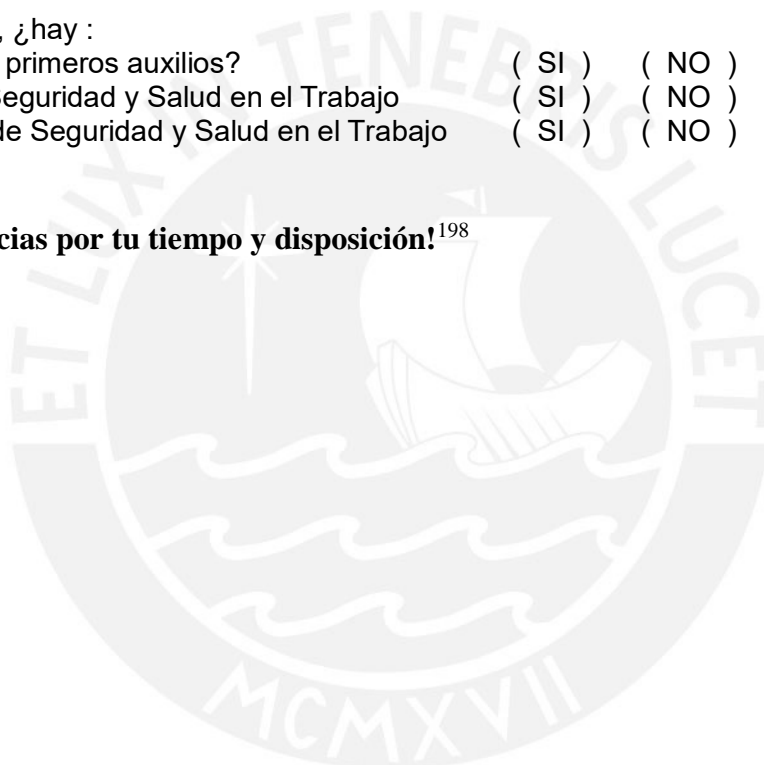 , ¿hay :
primeros auxilios? ( SI ) ( NO )
Seguridad y Salud en el Trabajo ( SI ) ( NO )
de Seguridad y Salud en el Trabajo ( SI ) ( NO )
cias por tu tiempo y disposición!198
ET LUX IN TENEBRIS LUCET
MCMXVII